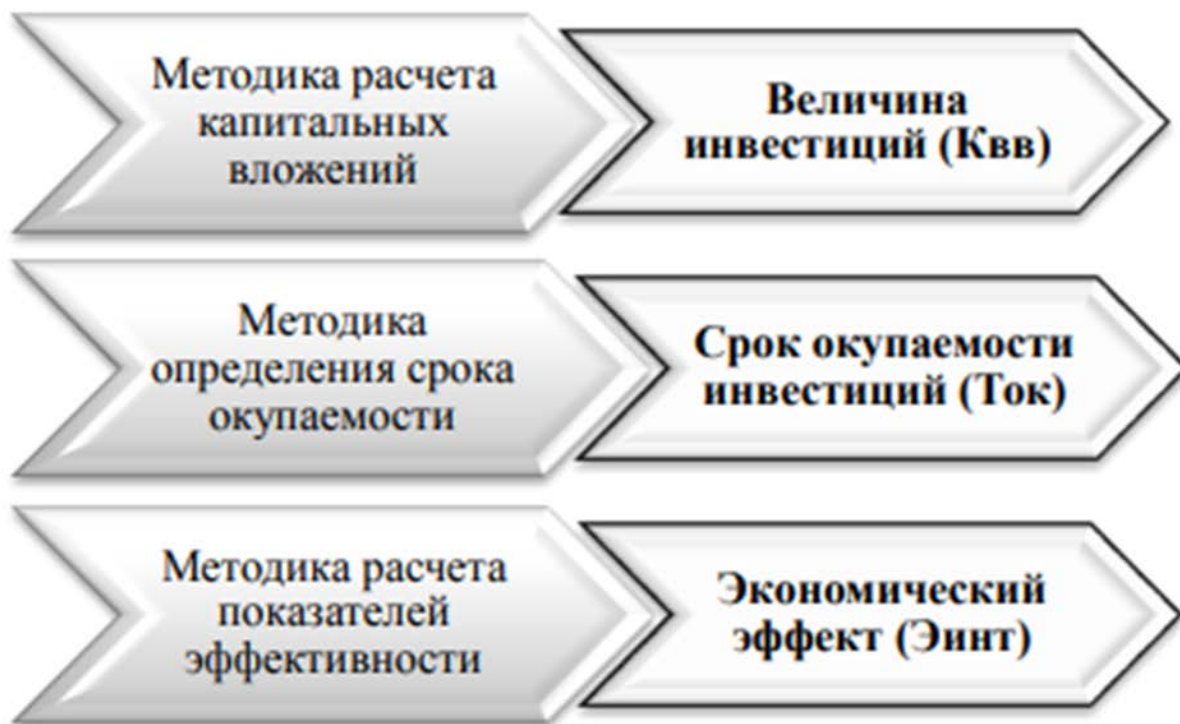 Методика расчета
капитальных
вложений
Величина
инвестиций (Квв)
Методика
определения срока
окупаемости
Срок окупаемости
инвестиций (Ток)
Методика расчета
показателей
эффективности
Экономический
эффект (Эинт)